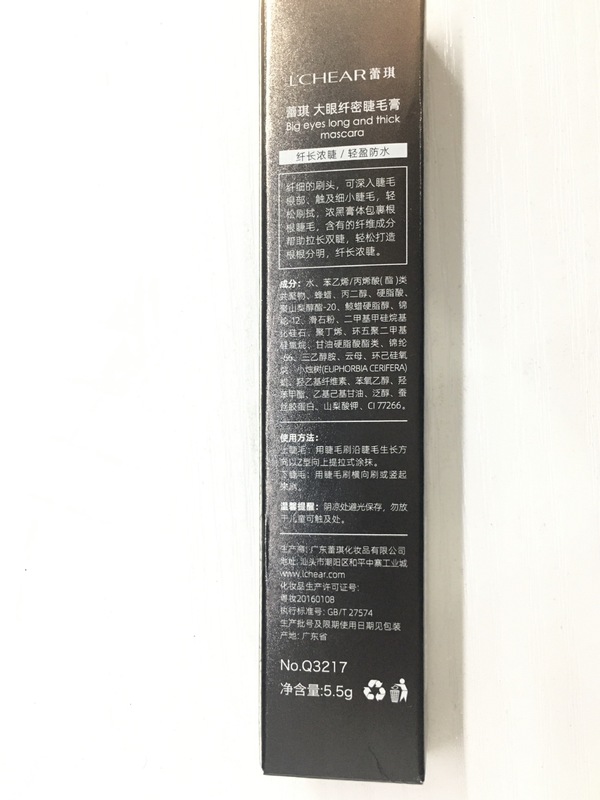 L'CHEAR 蕾琪
蕾琪 大眼纤密睫毛膏
Big eyes long and thick
mascara
纤长浓睫 / 轻盈防水
纤细的刷头，可深入睫毛
根部、触及细小睫毛，轻
松刷拭，浓黑膏体包裹根
根睫毛，含有的纤维成分
帮助拉长双睫，轻松打造
根根分明，纤长浓睫。
成分：水、苯乙烯/丙烯酸(酯)类
共聚物、蜂蜡、丙二醇、硬脂酸、
聚山梨醇酯-20、鲸蜡硬脂醇、锦
纶-12、滑石粉、二甲基甲硅烷基
化硅石、聚丁烯、环五聚二甲基
硅氧烷、甘油硬脂酸酯类、锦纶
-66、三乙醇胺、云母、环己硅氧
烷、小烛树(EUPHORBIA CERIFERA)
蜡、羟乙基纤维素、苯氧乙醇、羟
苯甲酯、乙基己基甘油、泛醇、蚕
丝胶蛋白、山梨酸钾、CI 77266。
使用方法：
上睫毛：用睫毛刷沿睫毛生长方
向以Z型向上提拉式涂抹。
下睫毛：用睫毛刷横向刷或竖起
涂刷。
温馨提醒：阴凉处避光保存，勿放
于儿童可触及处。
生产商：广东蕾琪化妆品有限公司
地址：汕头市潮阳区和平中寨工业城
www.lchear.com
化妆品生产许可证号：
粤妆20160108
执行标准号：GB/T 27574
生产批号及限期使用日期见包装
产地：广东省
No.Q3217
净含量:5.5g